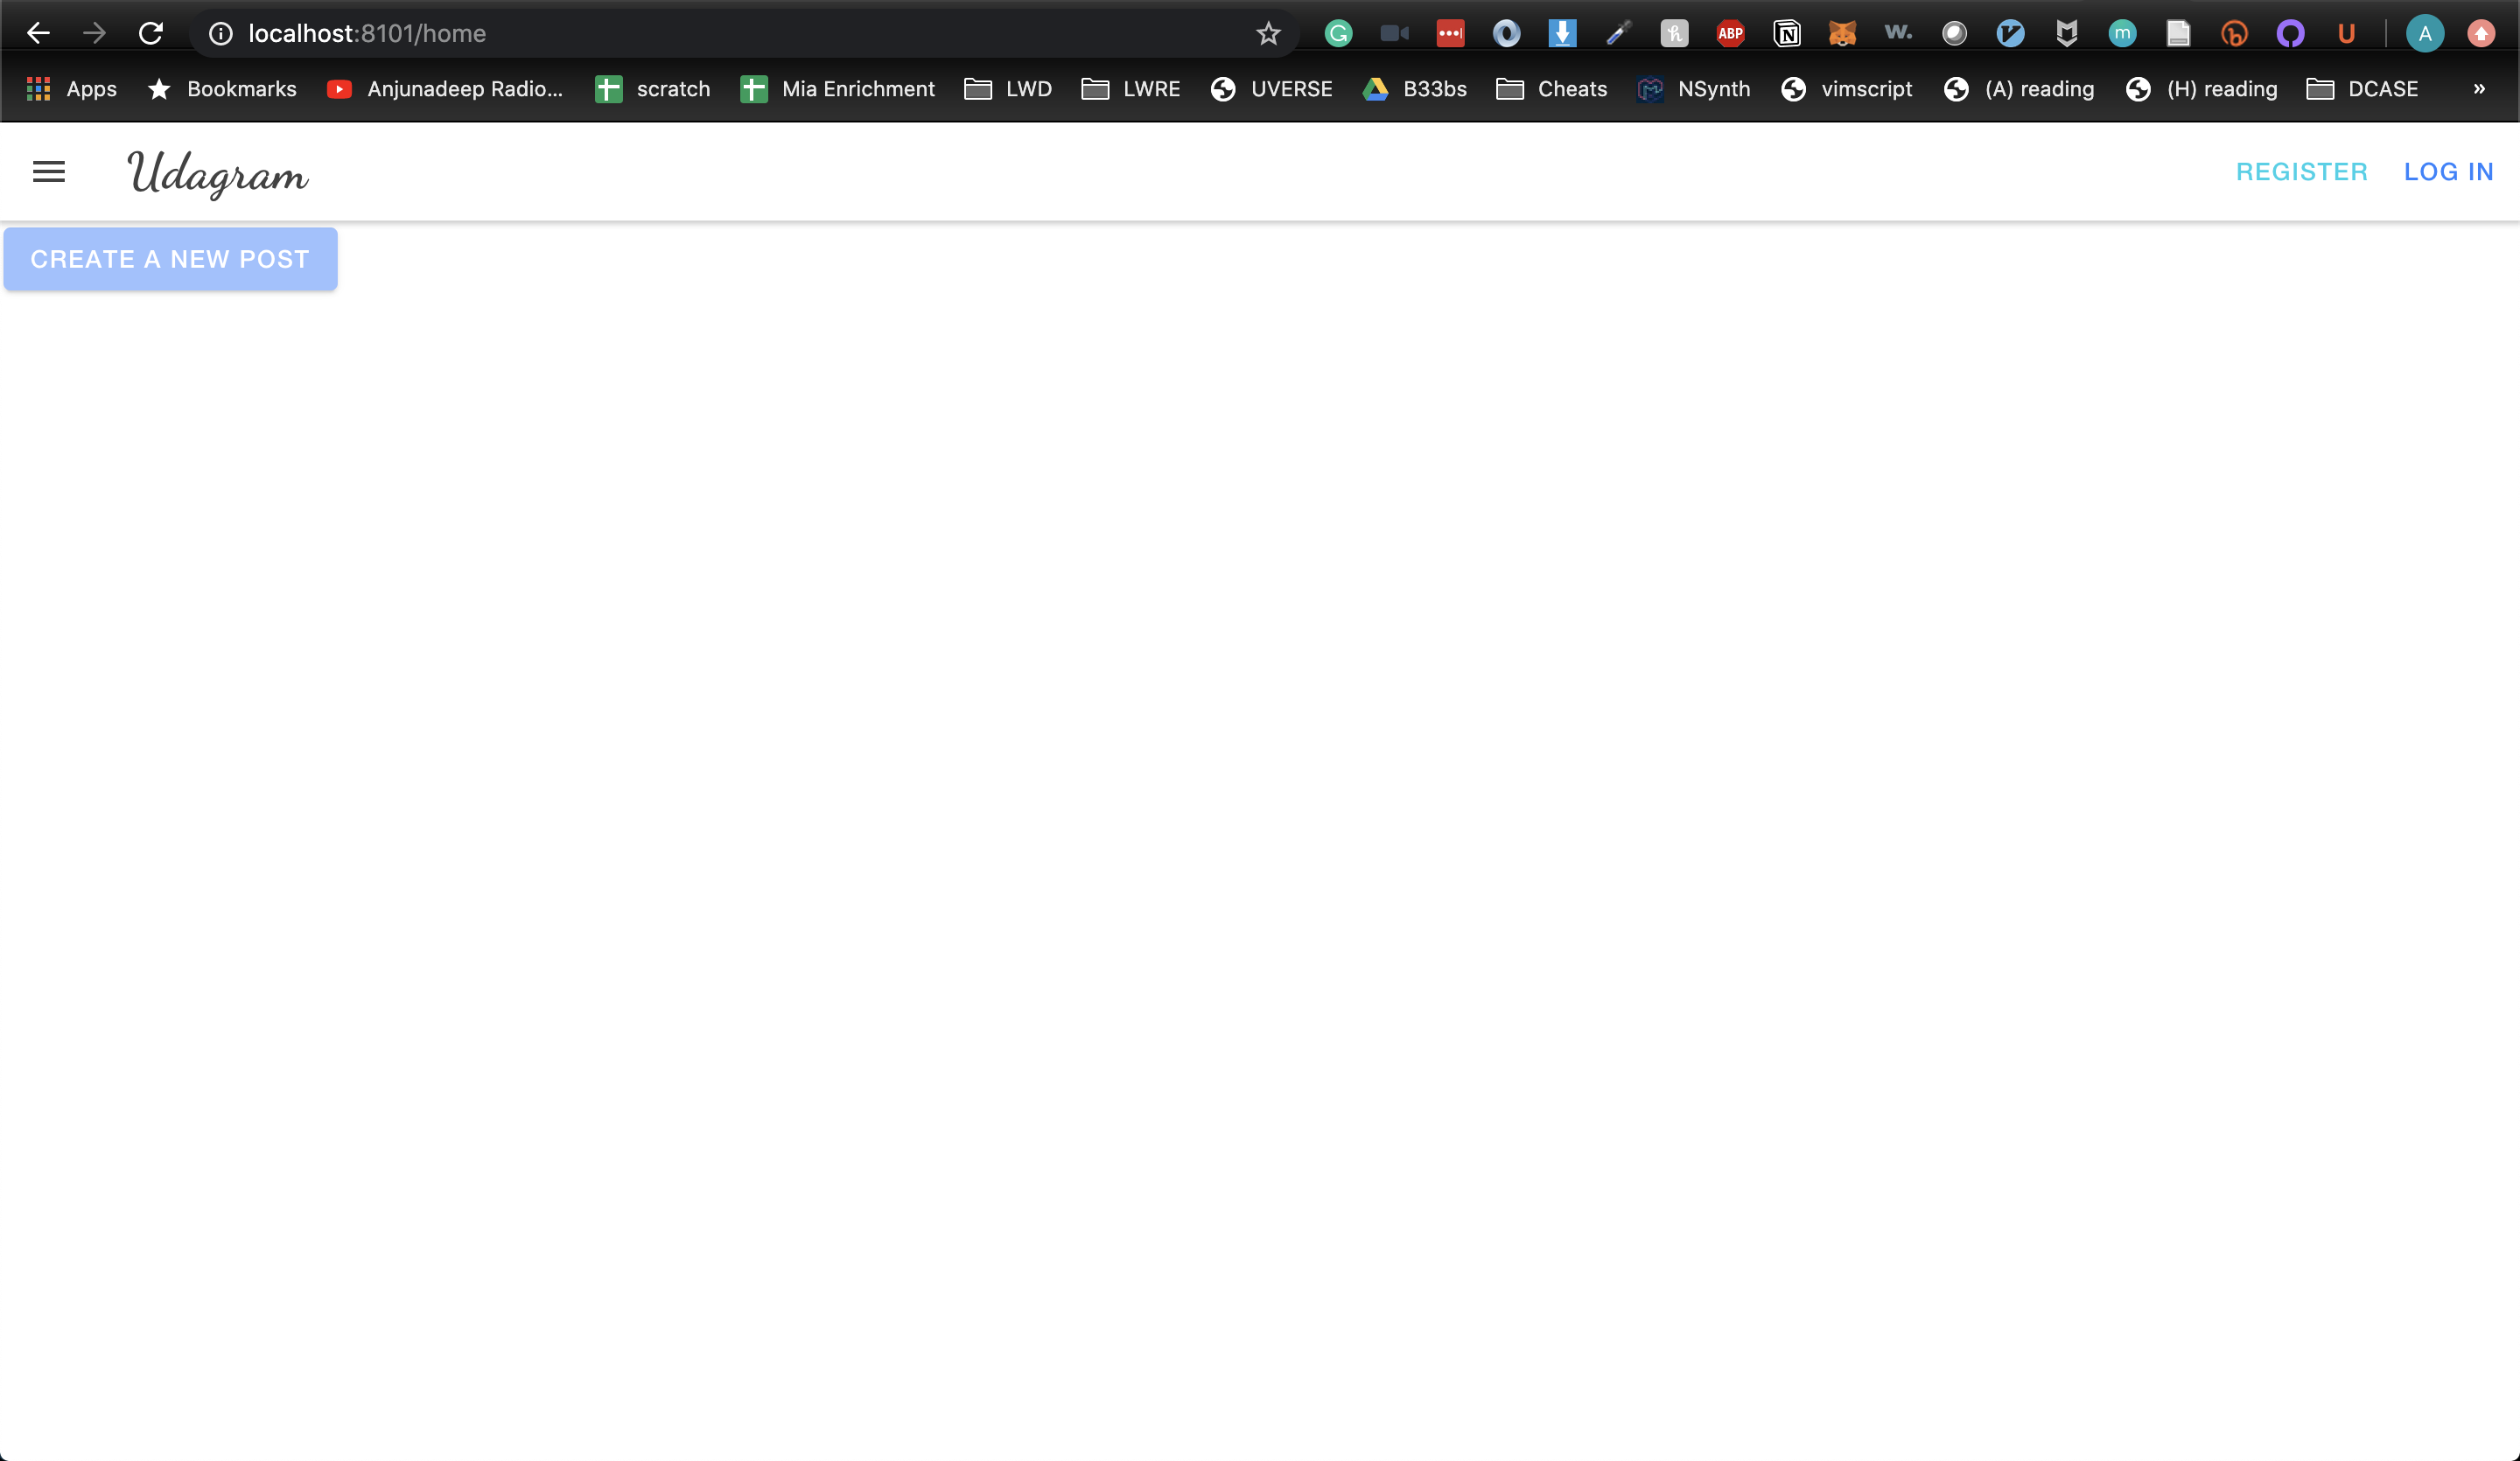 localhost:8101/home
ABP
w.
m
U
A
Apps Bookmarks Anjunadeep Radio... scratch Mia Enrichment LWD LWRE UVERSE B33bs Cheats NSynth vimscript (A) reading (H) reading DCASE »
Udagram REGISTER LOG IN
CREATE A NEW POST